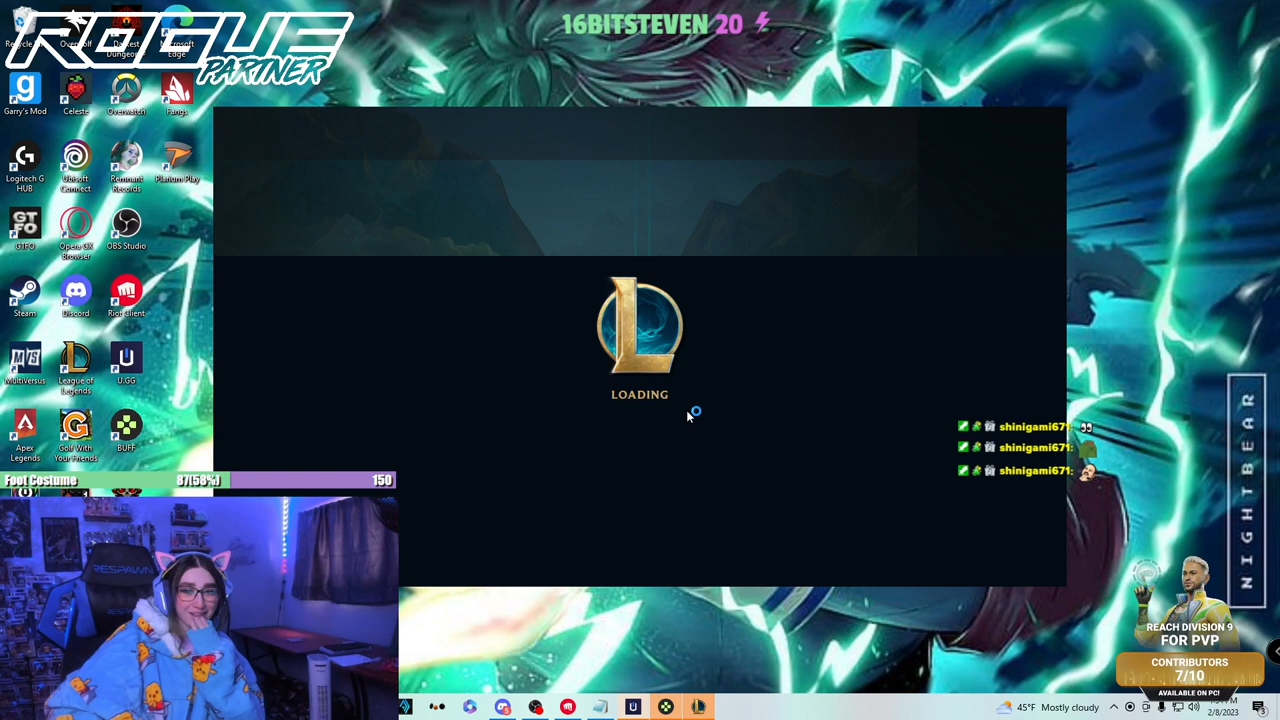 ROGUE
PARTNER
16BITSTEVEN 20
Garry's Mod
Celeste
Overwatch
Fangs
Logitech G
HUB
Ubisoft
Connect
Remnant
Records
Plarium Play
GTFO
GTFO
Opera GX
Browser
OBS Studio
Steam
Discord
Riot Client
MultiVersus
League of
Legends
U.GG
Apex
Legends
Golf With
Your Friends
BUFF
LOADING
shinigami671:
shinigami671:
shinigami671:
Foot Costume 87(58%) 150
RESPAWN
NIGHTBEAR
REACH DIVISION 9
FOR PVP
CONTRIBUTORS
7/10
AVAILABLE ON PC!
45°F Mostly cloudy
2/8/2023